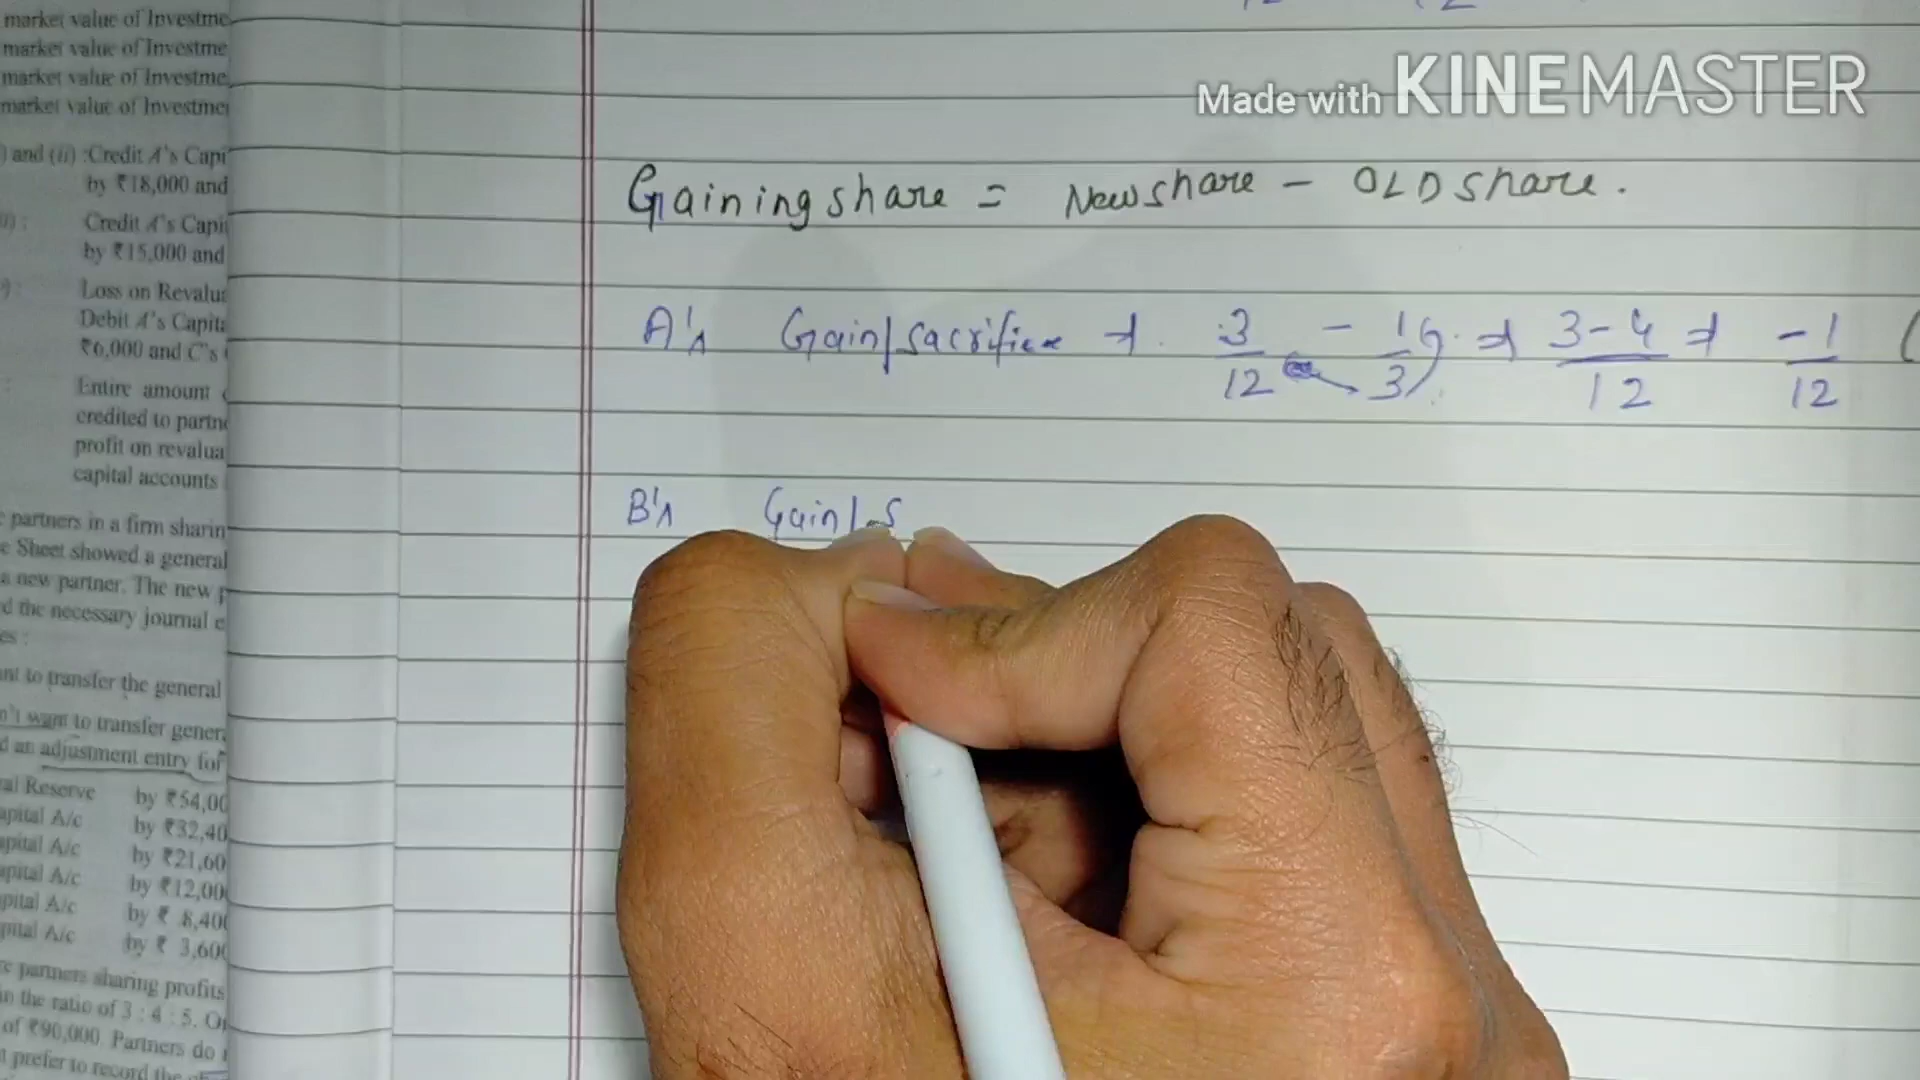 market value of Investme
market value of Investme
market value of Investme
market value of Investme
) and (ii) :Credit A's Capi
by ₹18,000 and
Credit A's Capi
by ₹15,000 and
Loss on Revalu
Debit A's Capit
₹6,000 and C's
Entire amount
credited to partn
profit on revalua
capital accounts
partners in a firm sharin
Sheet showed a general
a new partner. The new p
d the necessary journal e
es :
nt to transfer the general
n't want to transfer gener
d an adjustment entry for
al Reserve by ₹54,00
apital A/c by ₹32,40
apital A/c by ₹21,60
apital A/c by ₹12,00
pital A/c by ₹ 8,40
pital A/c by ₹ 3,60
partners sharing profits
in the ratio of 3 : 4 : 5. O
of ₹90,000. Partners do
t prefer to record the
Made with KINEMASTER
Gaining share = New share - OLD share.
A's Gain/sacrifice → 3/12 - 1/3 → 3-4/12 → -1/12 (
B's Gain/s